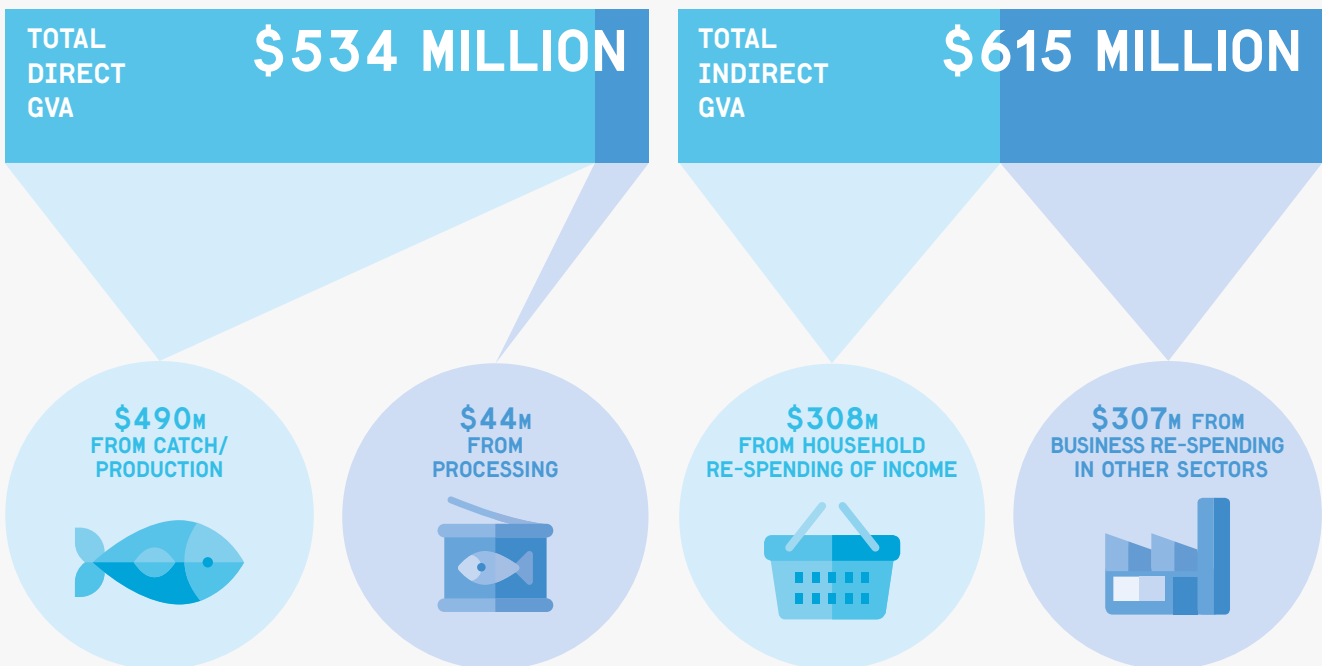 TOTAL
DIRECT
GVA
$534 MILLION
TOTAL
INDIRECT
GVA
$615 MILLION
$490M
FROM CATCH/
PRODUCTION
$44M
FROM
PROCESSING
$308M
FROM HOUSEHOLD
RE-SPENDING OF INCOME
$307M FROM
BUSINESS RE-SPENDING
IN OTHER SECTORS